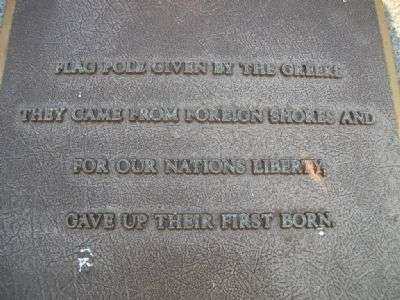 FLAG POLE GIVEN BY THE GREEKS
THEY CAME FROM FOREIGN SHORES AND
FOR OUR NATIONS LIBERTY,
GAVE UP THEIR FIRST BORN.